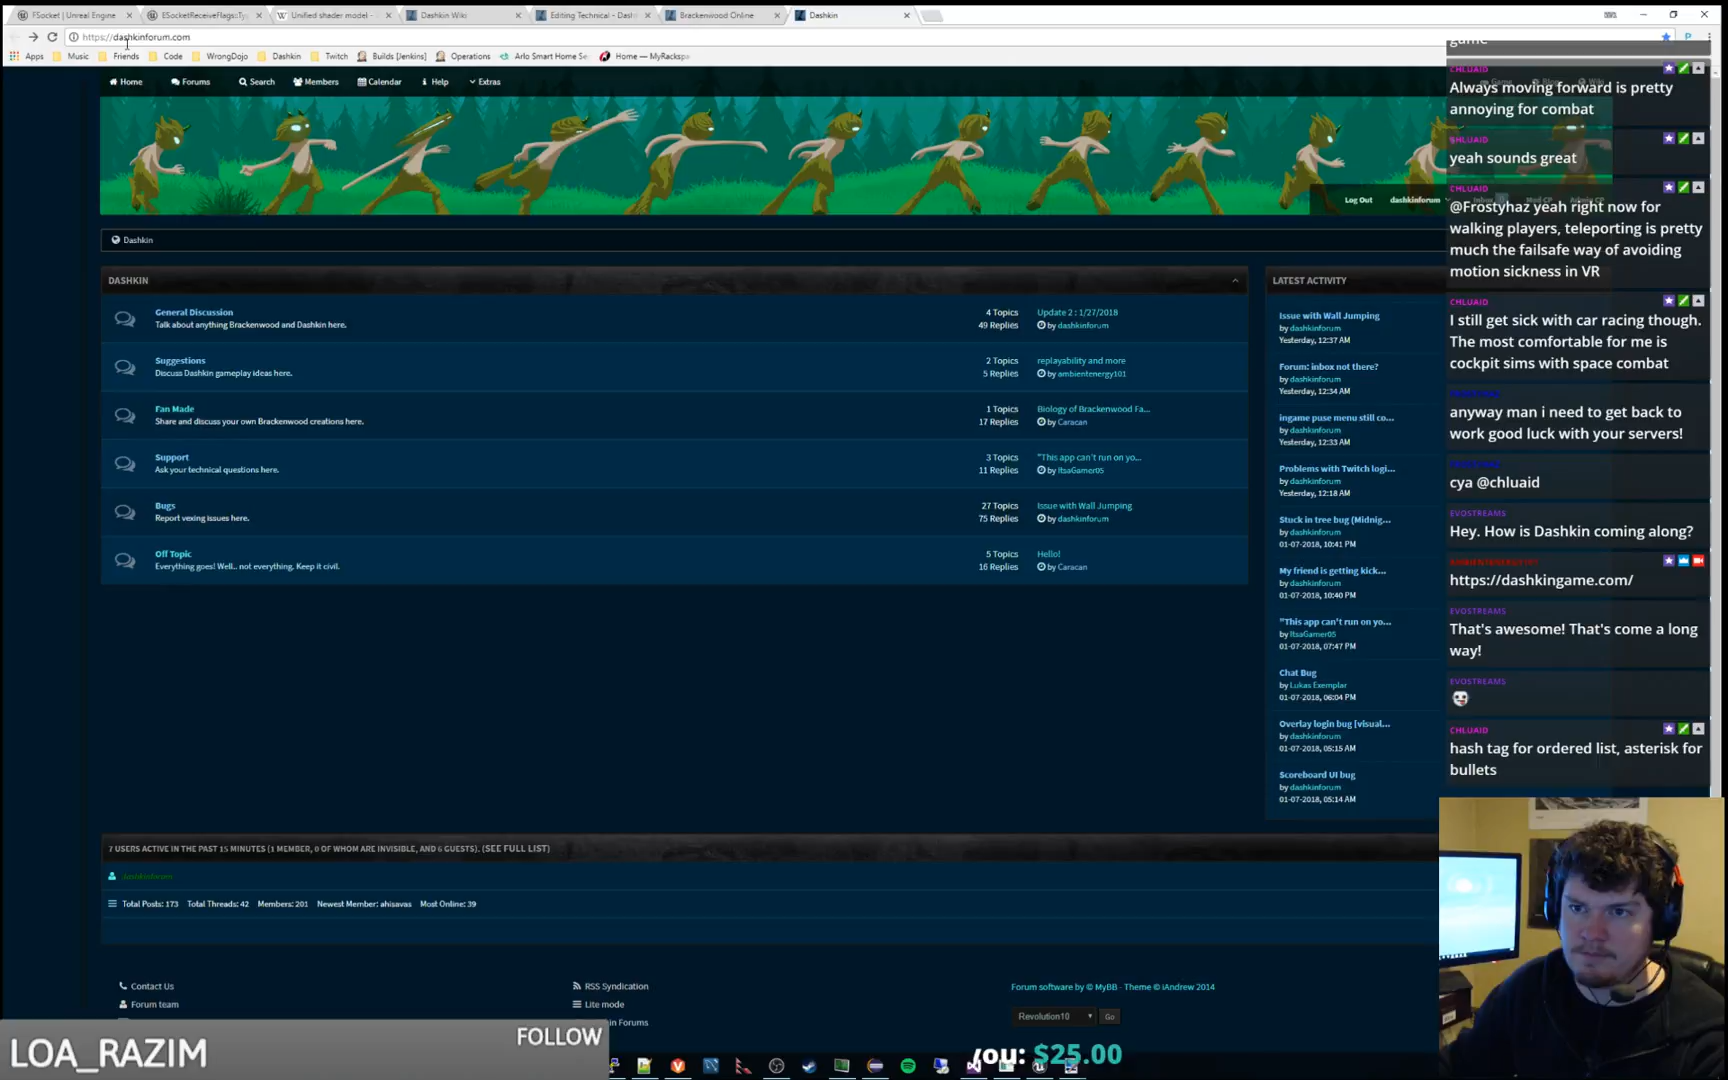 FSocket | Unreal Engine
ESocketReceiveFlags::Typ
Unified shader model -
Dashkin Wiki
Editing Technical - Dash
Brackenwood Online
Dashkin
https://dashkinforum.com
Apps
Music
Friends
Code
WrongDojo
Dashkin
Twitch
Builds [Jenkins]
Operations
Arlo Smart Home Se
Home — MyRackspa
Home
Forums
Search
Members
Calendar
Help
Extras
Log Out
dashkinforum
Dashkin
DASHKIN
General Discussion
Talk about anything Brackenwood and Dashkin here.
4 Topics
49 Replies
Update 2 : 1/27/2018
by dashkinforum
Suggestions
Discuss Dashkin gameplay ideas here.
2 Topics
5 Replies
replayability and more
by ambientenergy101
Fan Made
Share and discuss your own Brackenwood creations here.
1 Topics
17 Replies
Biology of Brackenwood Fa...
by Caracan
Support
Ask your technical questions here.
3 Topics
11 Replies
"This app can't run on yo...
by ItsaGamer05
Bugs
Report vexing issues here.
27 Topics
75 Replies
Issue with Wall Jumping
by dashkinforum
Off Topic
Everything goes! Well.. not everything. Keep it civil.
5 Topics
16 Replies
Hello!
by Caracan
LATEST ACTIVITY
Issue with Wall Jumping
by dashkinforum
Yesterday, 12:37 AM
Forum: inbox not there?
by dashkinforum
Yesterday, 12:34 AM
ingame puse menu still co...
by dashkinforum
Yesterday, 12:33 AM
Problems with Twitch logi...
by dashkinforum
Yesterday, 12:18 AM
Stuck in tree bug (Midnig...
by dashkinforum
01-07-2018, 10:41 PM
My friend is getting kick...
by dashkinforum
01-07-2018, 10:40 PM
"This app can't run on yo...
by ItsaGamer05
01-07-2018, 07:47 PM
Chat Bug
by Lukas Exemplar
01-07-2018, 06:04 PM
Overlay login bug [visual...
by dashkinforum
01-07-2018, 05:15 AM
Scoreboard UI bug
by dashkinforum
01-07-2018, 05:14 AM
game
CHLUAID
Always moving forward is pretty
annoying for combat
CHLUAID
yeah sounds great
CHLUAID
@Frostyhaz yeah right now for
walking players, teleporting is pretty
much the failsafe way of avoiding
motion sickness in VR
CHLUAID
I still get sick with car racing though.
The most comfortable for me is
cockpit sims with space combat
anyway man i need to get back to
work good luck with your servers!
cya @chluaid
EVOSTREAMS
Hey. How is Dashkin coming along?
https://dashkingame.com/
EVOSTREAMS
That's awesome! That's come a long
way!
EVOSTREAMS
CHLUAID
hash tag for ordered list, asterisk for
bullets
7 USERS ACTIVE IN THE PAST 15 MINUTES (1 MEMBER, 0 OF WHOM ARE INVISIBLE, AND 6 GUESTS). (SEE FULL LIST)
dashkinforum
Total Posts: 173
Total Threads: 42
Members: 201
Newest Member: ahisavas
Most Online: 39
Contact Us
Forum team
RSS Syndication
Lite mode
in Forums
Forum software by © MyBB - Theme © iAndrew 2014
Revolution10
Go
LOA_RAZIM
FOLLOW
you: $25.00